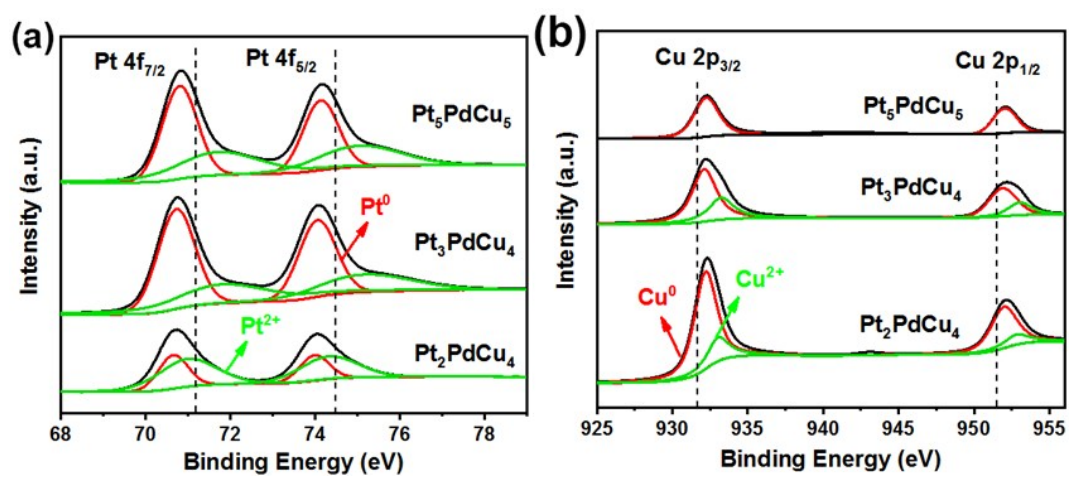 (a)
Pt 4f7/2
Pt 4f5/2
Pt5PdCu5
Pt3PdCu4
Pt2PdCu4
Pt0
Pt2+
Intensity (a.u.)
68 70 72 74 76 78
Binding Energy (eV)
(b)
Cu 2p3/2
Cu 2p1/2
Pt5PdCu5
Pt3PdCu4
Pt2PdCu4
Cu0
Cu2+
Intensity (a.u.)
925 930 935 940 945 950 955
Binding Energy (eV)